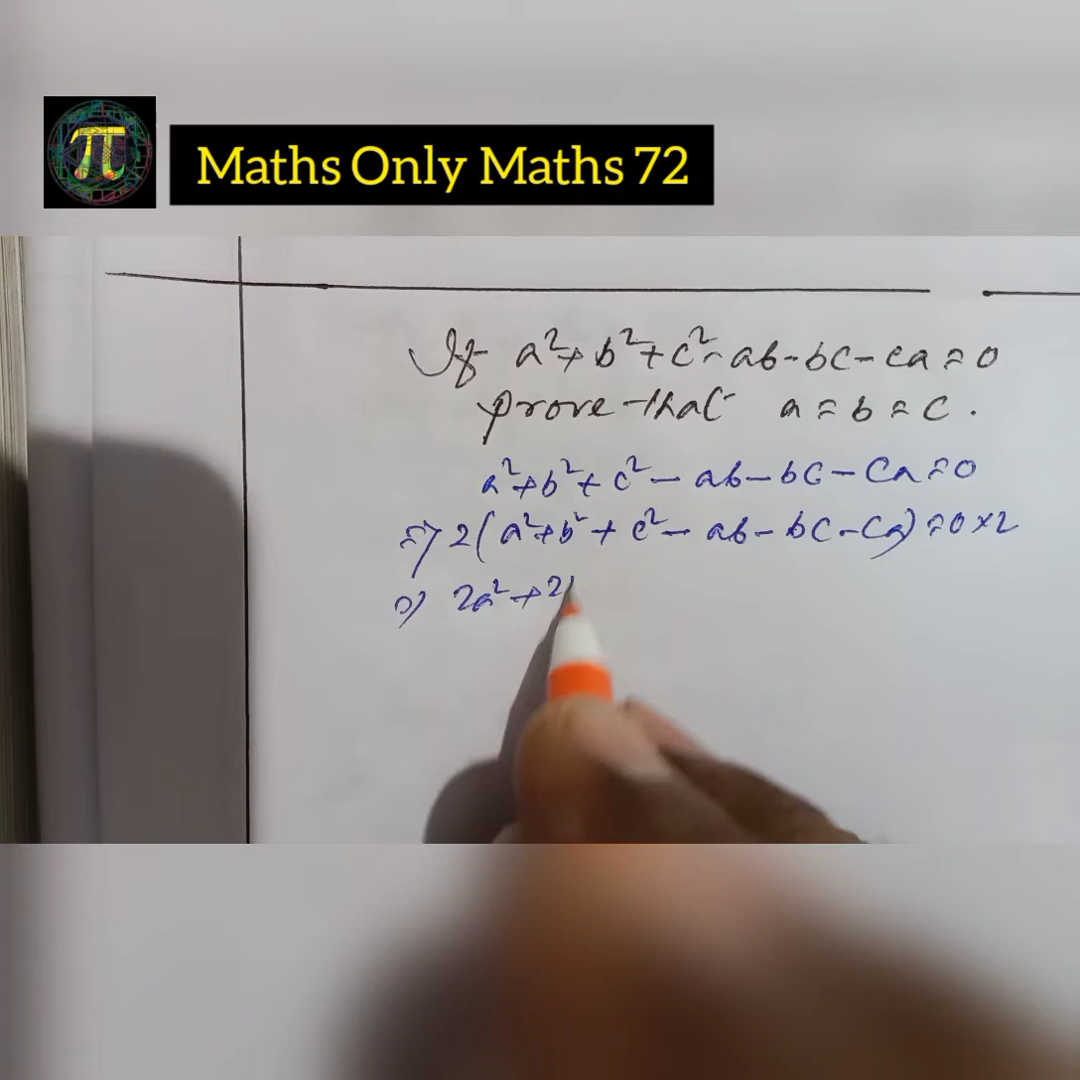 π
Maths Only Maths 72
If a²+b²+c²-ab-bc-ca=0
prove that a=b=c.
a²+b²+c²-ab-bc-ca=0
⇒ 2(a²+b²+c²-ab-bc-ca)=0×2
⇒ 2a²+2